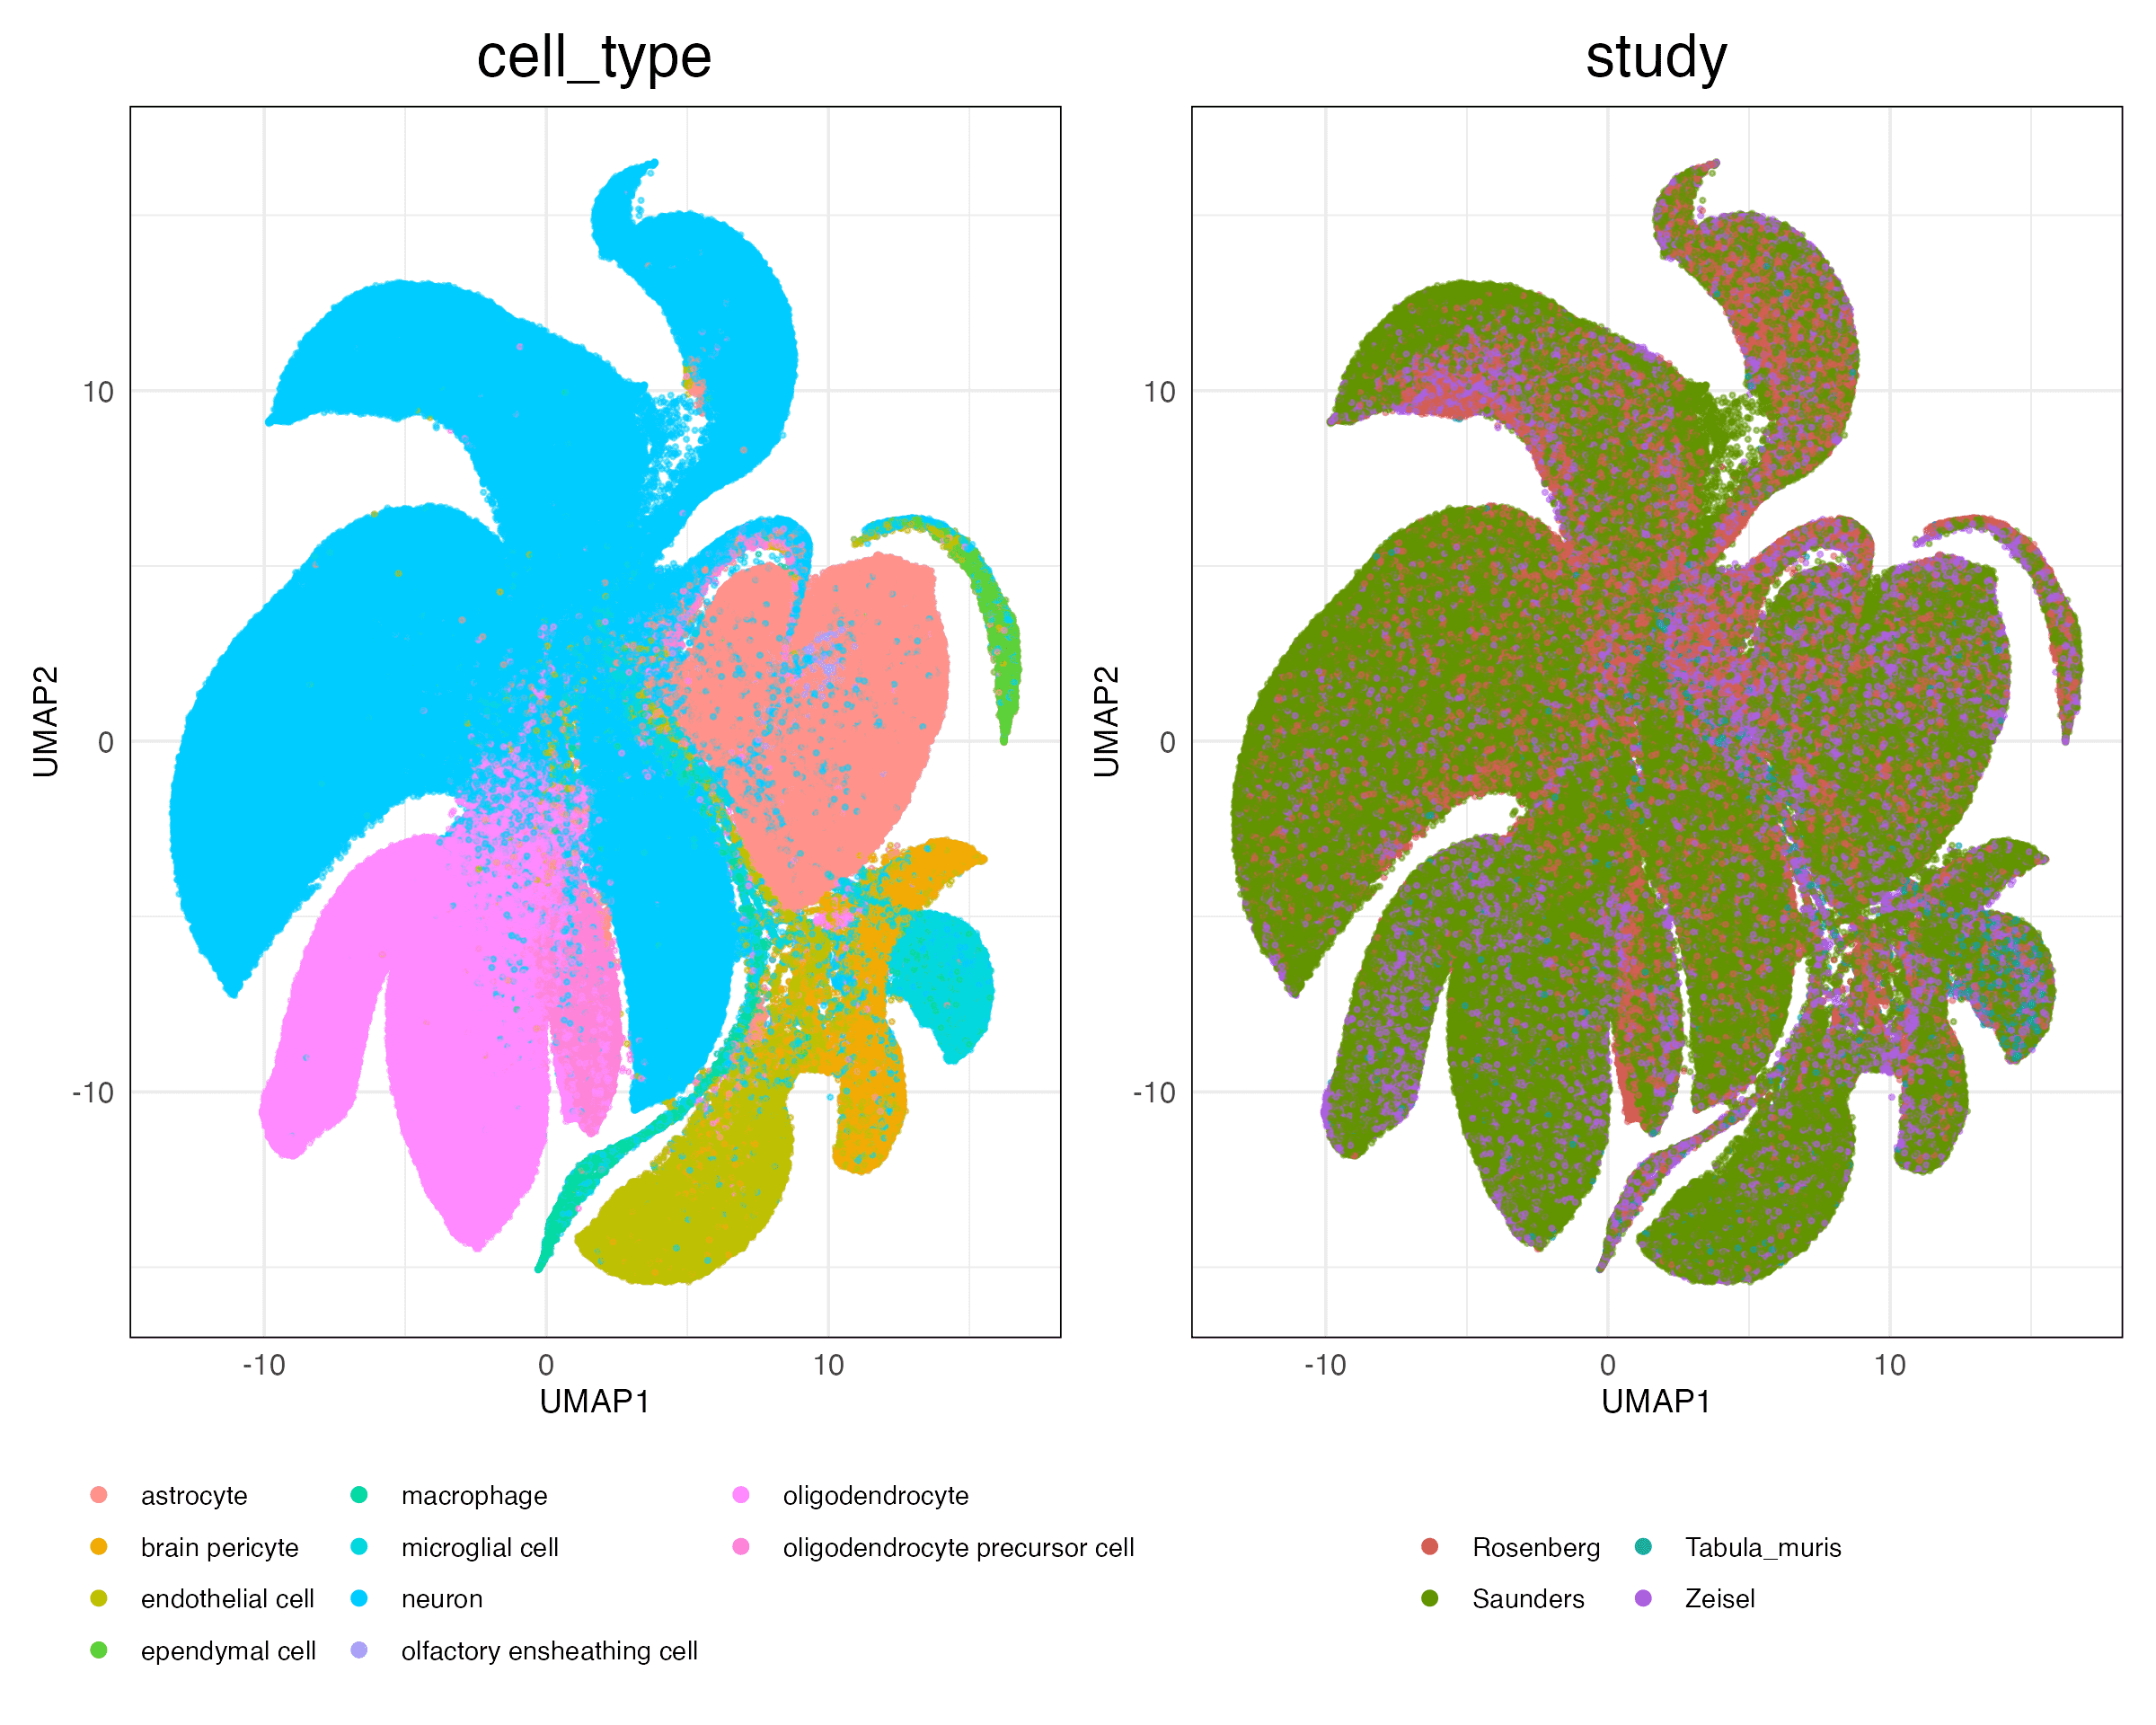 cell_type
study
UMAP2
10
0
-10
-10
0
10
UMAP1
UMAP2
10
0
-10
-10
0
10
UMAP1
astrocyte
brain pericyte
endothelial cell
ependymal cell
macrophage
microglial cell
neuron
olfactory ensheathing cell
oligodendrocyte
oligodendrocyte precursor cell
Rosenberg
Saunders
Tabula_muris
Zeisel